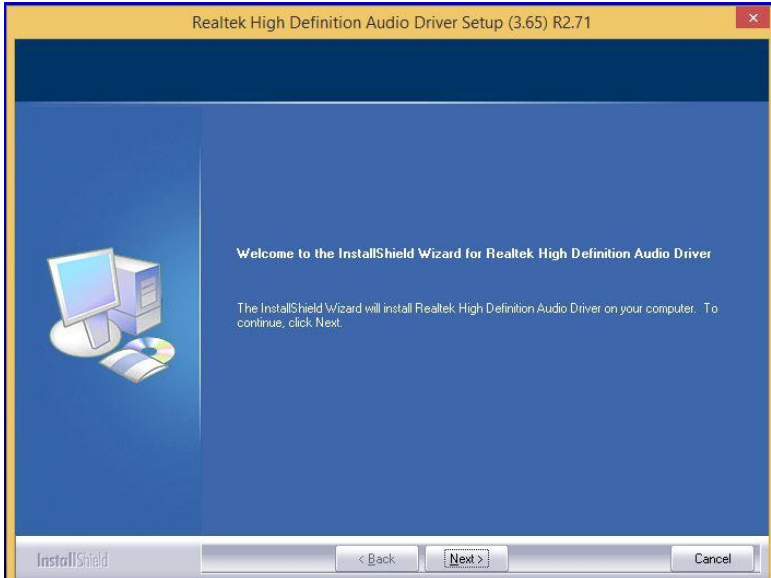 Realtek High Definition Audio Driver Setup (3.65) R2.71
Welcome to the InstallShield Wizard for Realtek High Definition Audio Driver
The InstallShield Wizard will install Realtek High Definition Audio Driver on your computer. To
continue, click Next.
InstallShield
< Back
Next >
Cancel